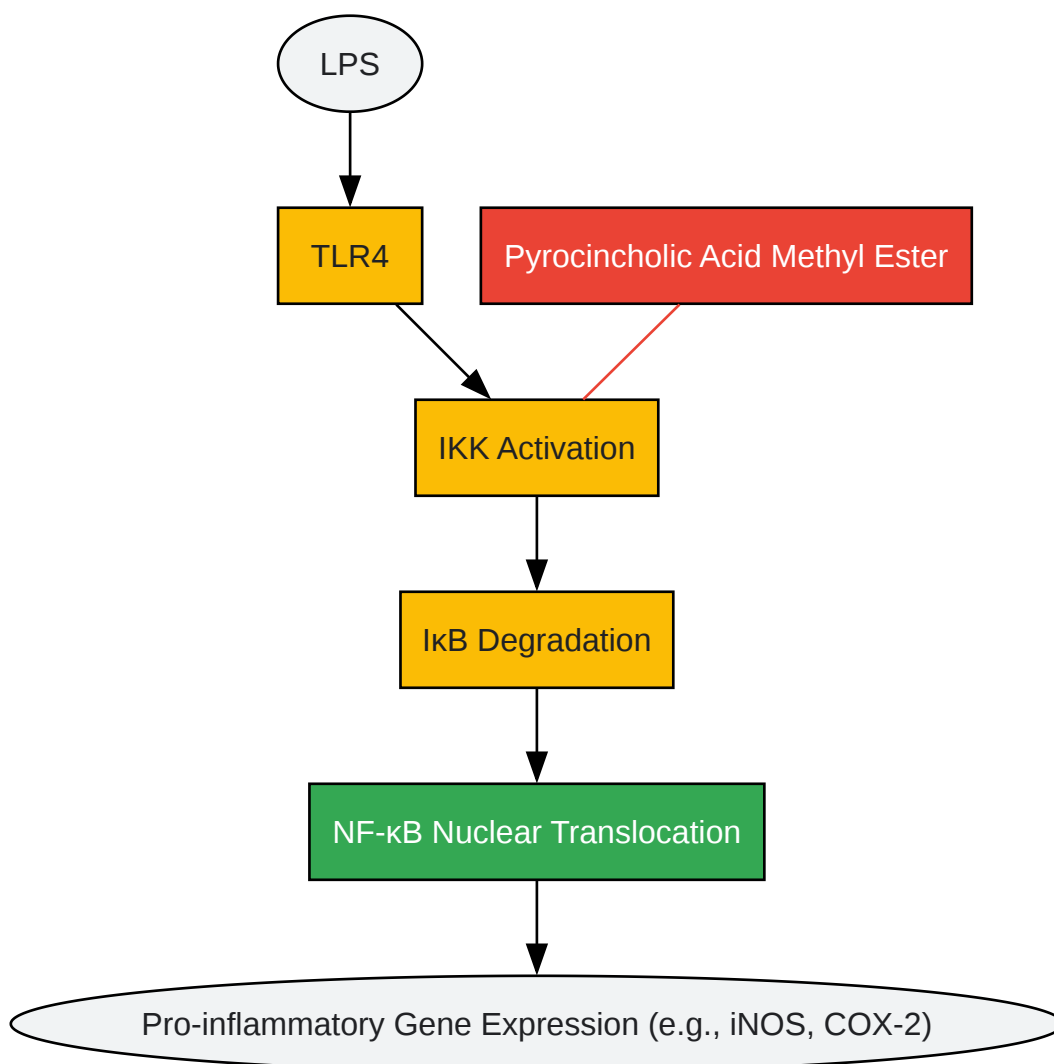 LPS
TLR4
Pyrocincholic Acid Methyl Ester
IKK Activation
IκB Degradation
NF-κB Nuclear Translocation
Pro-inflammatory Gene Expression (e.g., iNOS, COX-2)